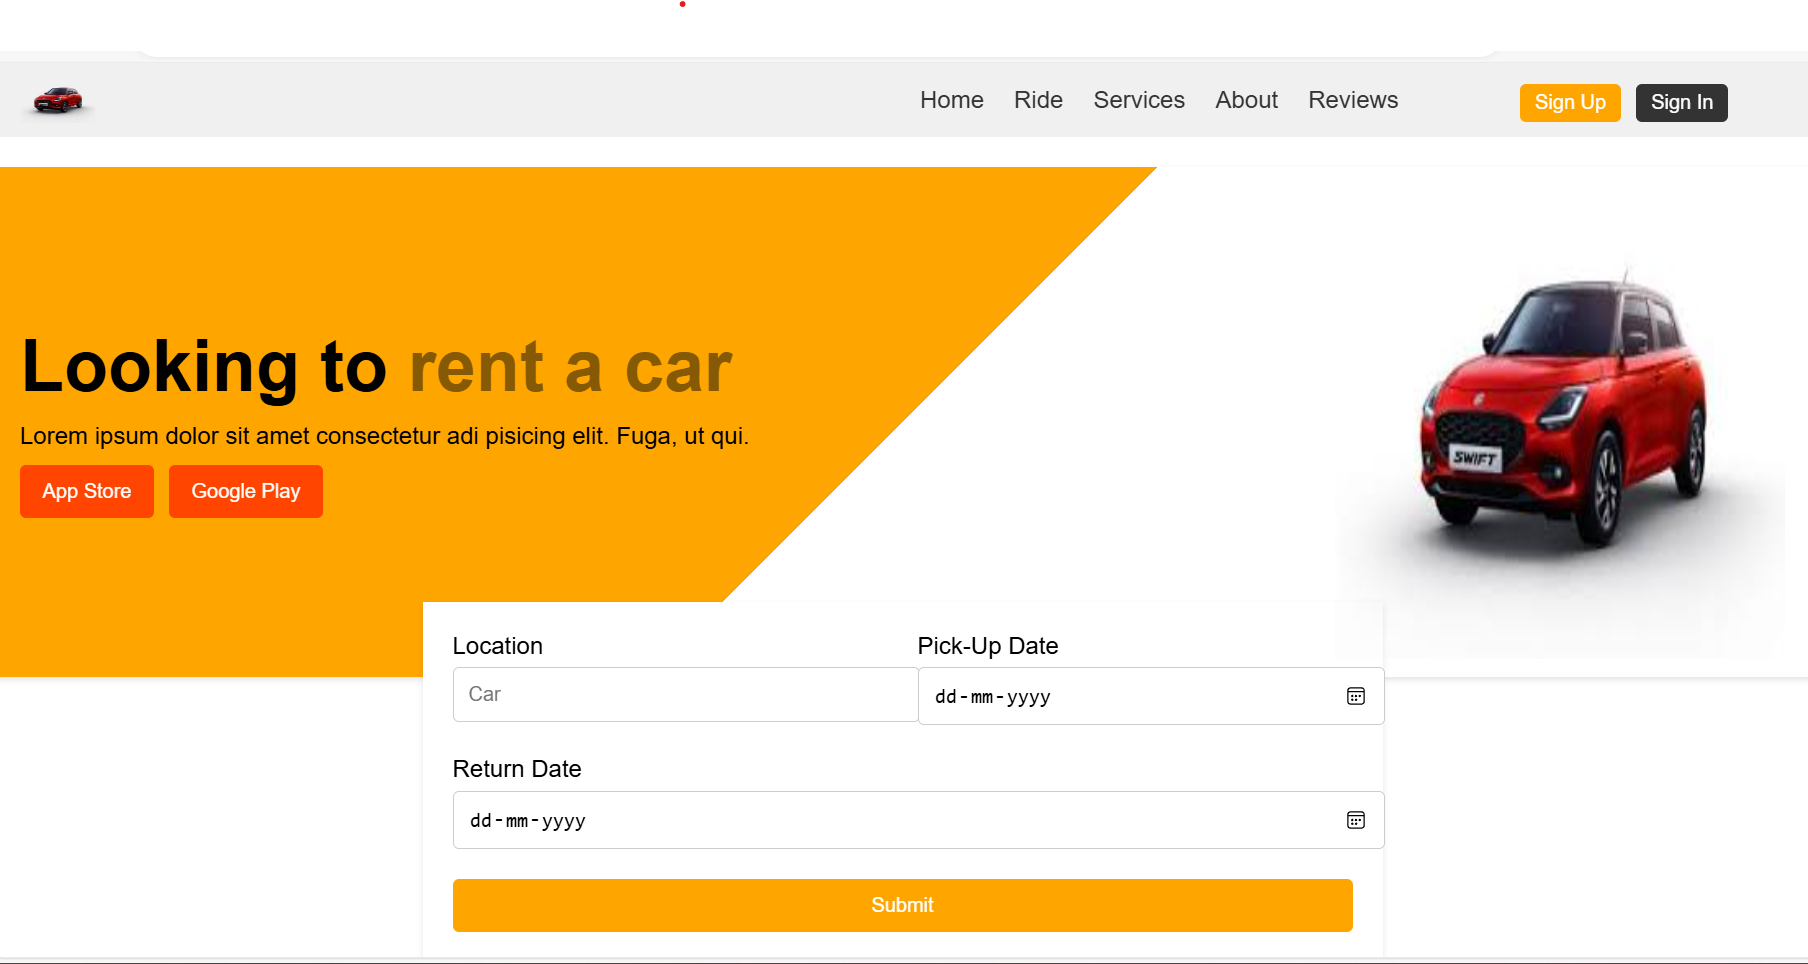 Home Ride Services About Reviews Sign Up Sign In
Looking to rent a car
Lorem ipsum dolor sit amet consectetur adi pisicing elit. Fuga, ut qui.
App Store Google Play
SWIFT
Location Pick-Up Date
Car dd-mm-yyyy
Return Date
dd-mm-yyyy
Submit